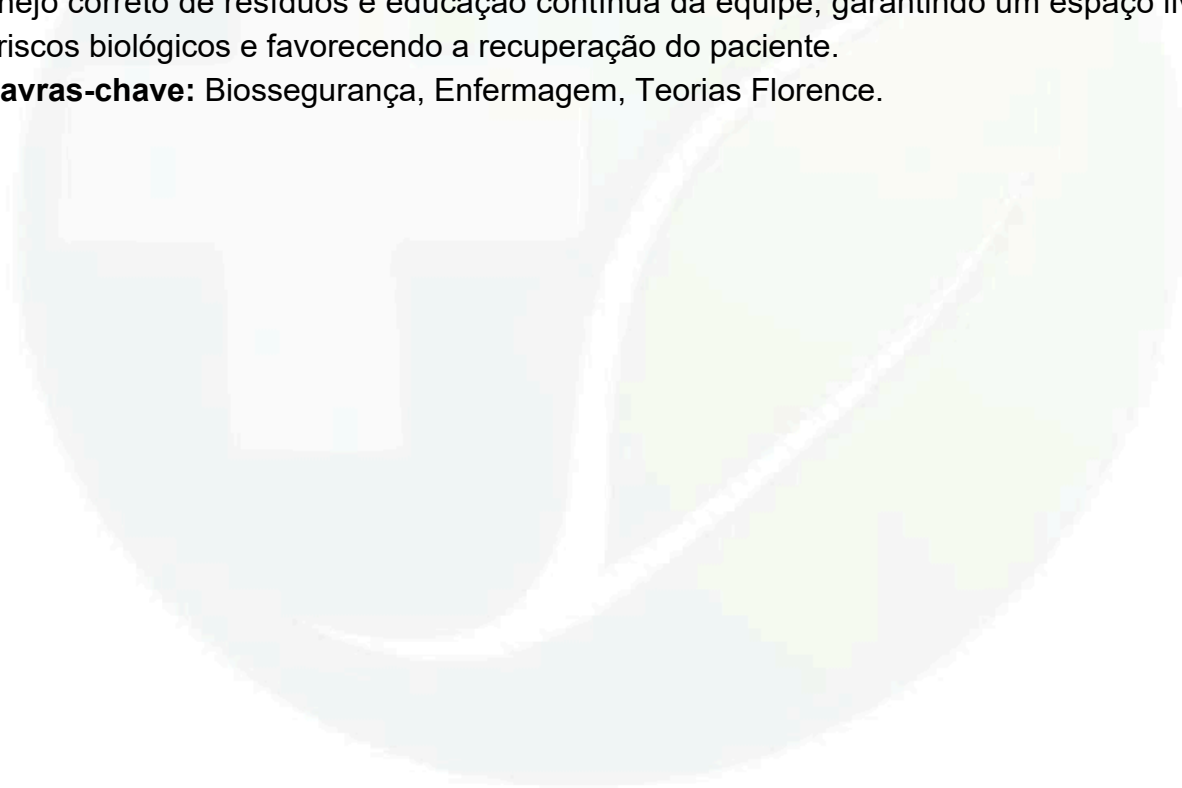 nejo correto de resíduos e educação contínua da equipe, garantindo um espaço li
riscos biológicos e favorecendo a recuperação do paciente.
avras-chave: Biossegurança, Enfermagem, Teorias Florence.